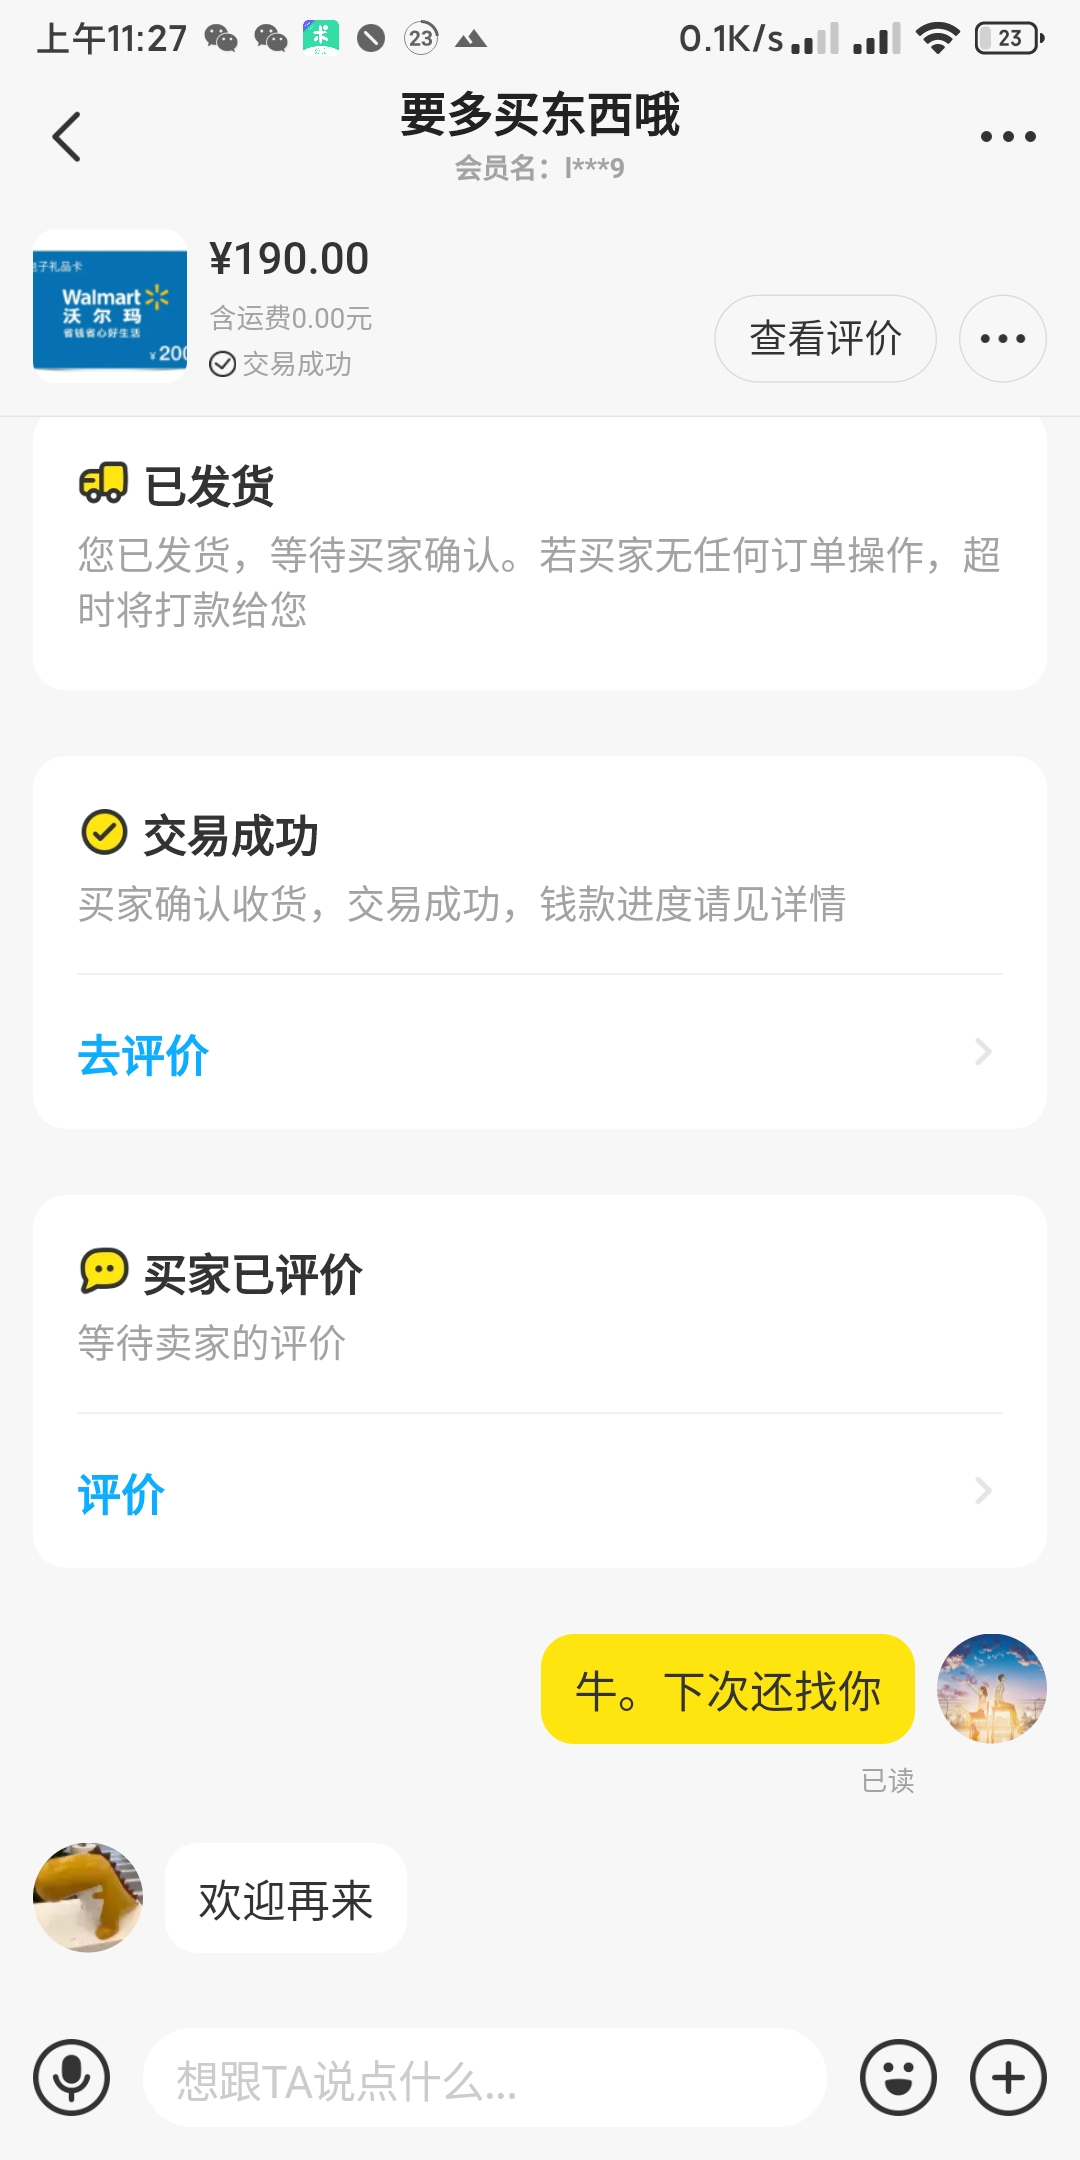 上午11:27
23
0.1K/s
23
要多买东西哦
会员名：l***9
电子礼品卡
Walmart
沃尔玛
省钱省心好生活
¥200
¥190.00
含运费0.00元
交易成功
查看评价
已发货
您已发货，等待买家确认。若买家无任何订单操作，超
时将打款给您
交易成功
买家确认收货，交易成功，钱款进度请见详情
去评价
买家已评价
等待卖家的评价
评价
牛。下次还找你
已读
欢迎再来
想跟TA说点什么...